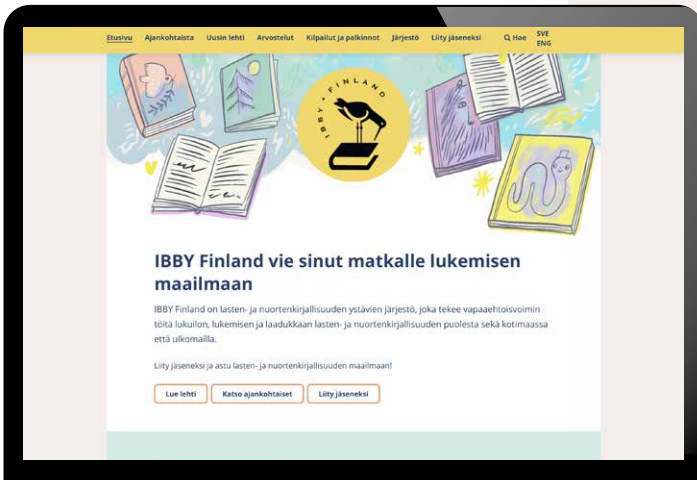 Etusivu Ajankohtaista Uusin lehti Arvostelut Kilpailut ja palkinnot Järjestö Liity jäseneksi Hae SVE
ENG
IBBY • FINLAND
IBBY Finland vie sinut matkalle lukemisen
maailmaan
IBBY Finland on lasten- ja nuortenkirjallisuuden ystävien järjestö, joka tekee vapaaehtoisvoimin
töitä lukuilon, lukemisen ja laadukkaan lasten- ja nuortenkirjallisuuden puolesta sekä kotimaassa
että ulkomailla.
Liity jäseneksi ja astu lasten- ja nuortenkirjallisuuden maailmaan!
Lue lehti Katso ajankohtaiset Liity jäseneksi